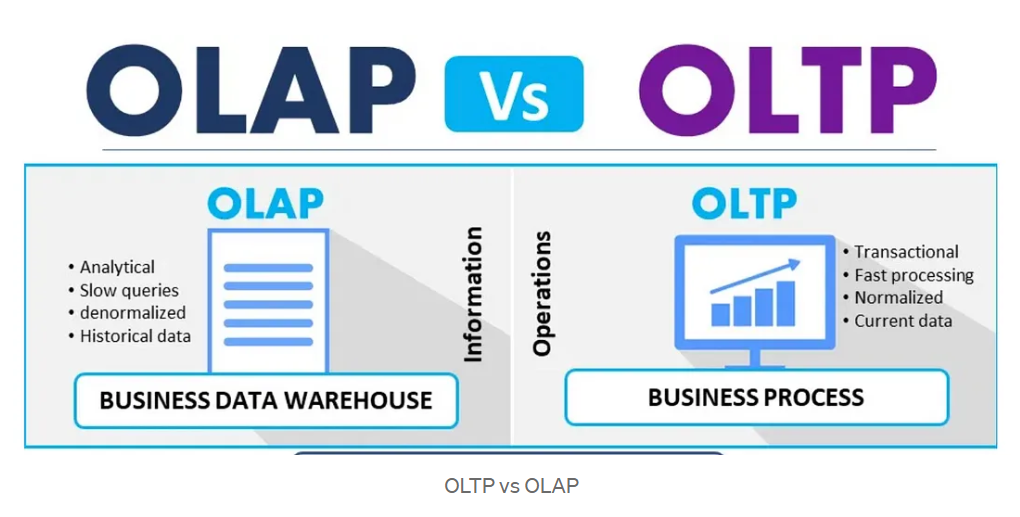 OLAP Vs OLTP
OLAP
• Analytical
• Slow queries
• denormalized
• Historical data
Information
BUSINESS DATA WAREHOUSE
OLTP
Operations
• Transactional
• Fast processing
• Normalized
• Current data
BUSINESS PROCESS
OLTP vs OLAP